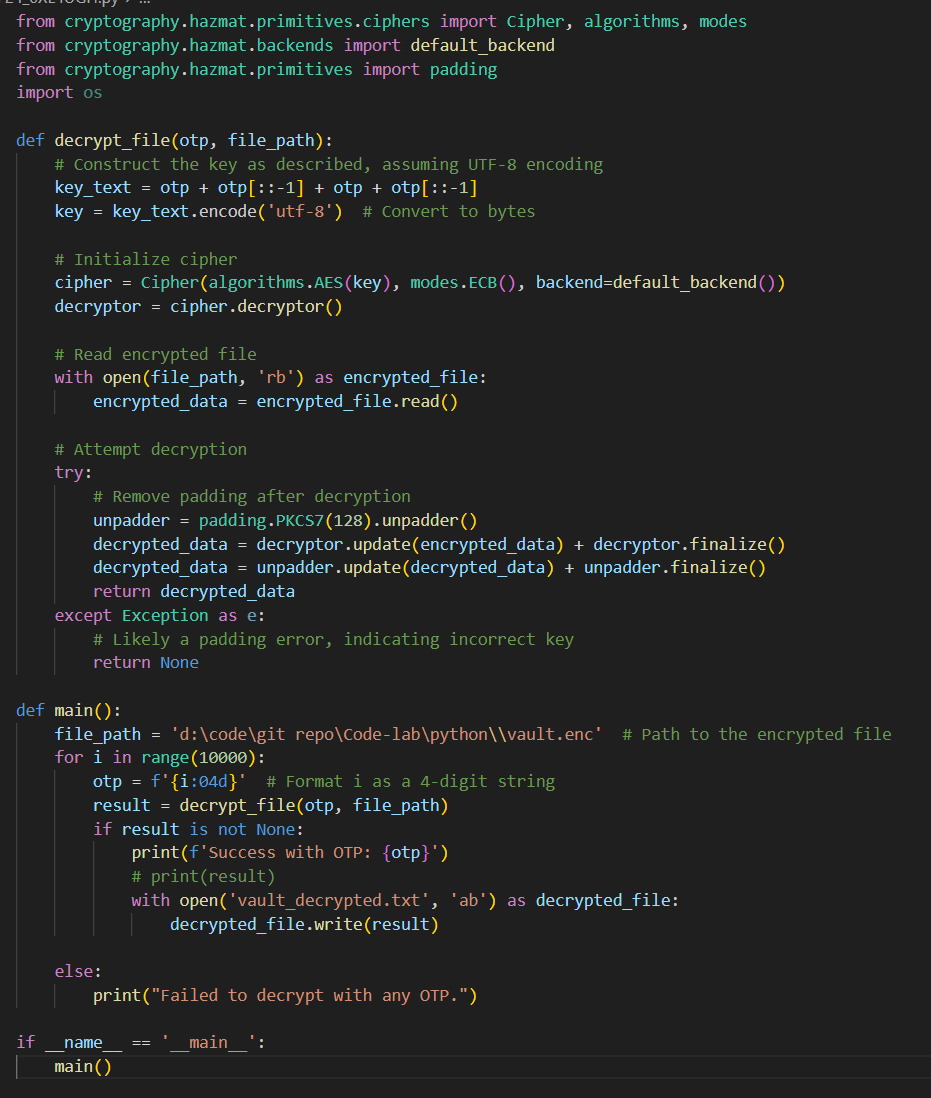 from cryptography.hazmat.primitives.ciphers import Cipher, algorithms, modes
from cryptography.hazmat.backends import default_backend
from cryptography.hazmat.primitives import padding
import os

def decrypt_file(otp, file_path):
    # Construct the key as described, assuming UTF-8 encoding
    key_text = otp + otp[::-1] + otp + otp[::-1]
    key = key_text.encode('utf-8')  # Convert to bytes

    # Initialize cipher
    cipher = Cipher(algorithms.AES(key), modes.ECB(), backend=default_backend())
    decryptor = cipher.decryptor()

    # Read encrypted file
    with open(file_path, 'rb') as encrypted_file:
        encrypted_data = encrypted_file.read()

    # Attempt decryption
    try:
        # Remove padding after decryption
        unpadder = padding.PKCS7(128).unpadder()
        decrypted_data = decryptor.update(encrypted_data) + decryptor.finalize()
        decrypted_data = unpadder.update(decrypted_data) + unpadder.finalize()
        return decrypted_data
    except Exception as e:
        # Likely a padding error, indicating incorrect key
        return None

def main():
    file_path = 'd:\code\git repo\Code-lab\python\\vault.enc'  # Path to the encrypted file
    for i in range(10000):
        otp = f'{i:04d}'  # Format i as a 4-digit string
        result = decrypt_file(otp, file_path)
        if result is not None:
            print(f'Success with OTP: {otp}')
            # print(result)
            with open('vault_decrypted.txt', 'ab') as decrypted_file:
                decrypted_file.write(result)

    else:
        print("Failed to decrypt with any OTP.")

if __name__ == '__main__':
    main()